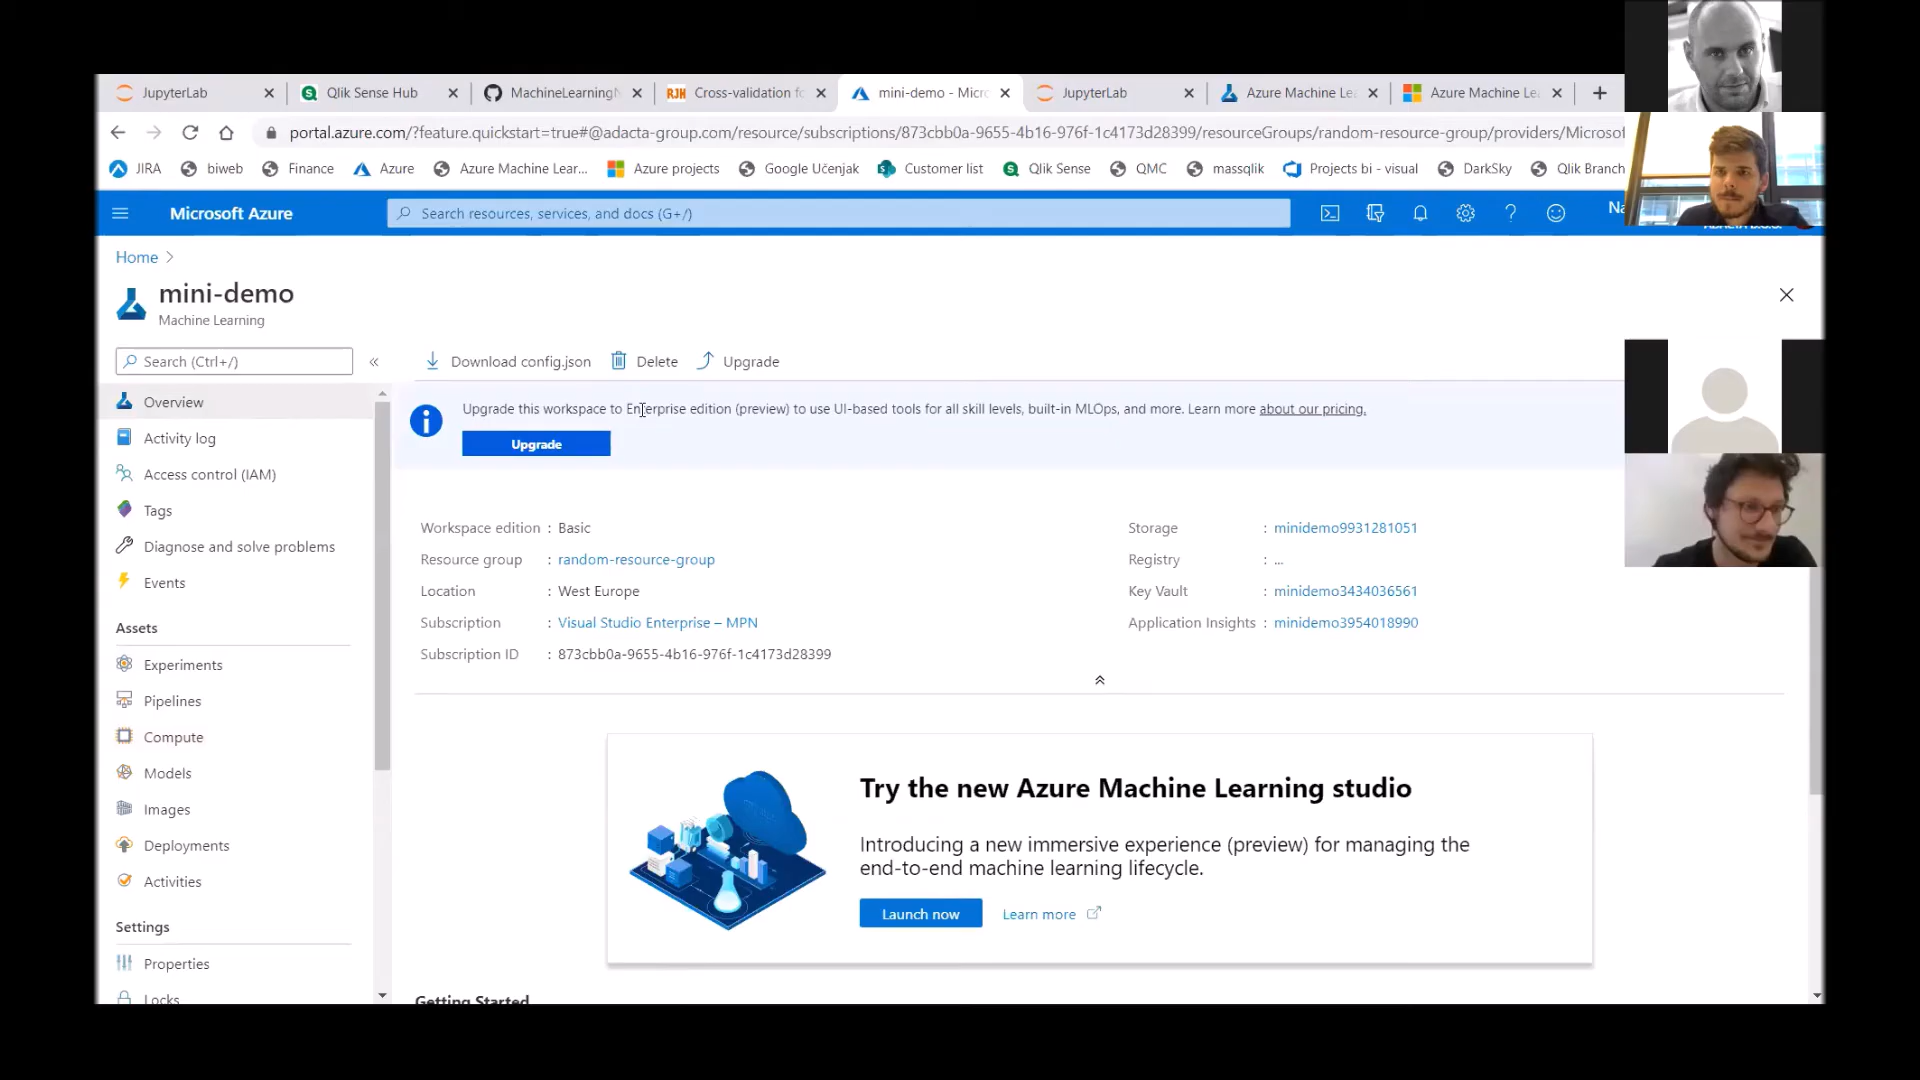 JupyterLab
Qlik Sense Hub
MachineLearningN
Cross-validation fo
mini-demo - Micro
JupyterLab
Azure Machine Le
Azure Machine Le
portal.azure.com/?feature.quickstart=true#@adacta-group.com/resource/subscriptions/873cbb0a-9655-4b16-976f-1c4173d28399/resourceGroups/random-resource-group/providers/Microsof
JIRA
biweb
Finance
Azure
Azure Machine Lear...
Azure projects
Google Učenjak
Customer list
Qlik Sense
QMC
massqlik
Projects bi - visual
DarkSky
Qlik Branch
Microsoft Azure
Search resources, services, and docs (G+/)
Na
Home
mini-demo
Machine Learning
Search (Ctrl+/)
Download config.json
Delete
Upgrade
Overview
Activity log
Access control (IAM)
Tags
Diagnose and solve problems
Events
Assets
Experiments
Pipelines
Compute
Models
Images
Deployments
Activities
Settings
Properties
Locks
Upgrade this workspace to Enterprise edition (preview) to use UI-based tools for all skill levels, built-in MLOps, and more. Learn more about our pricing.
Upgrade
Workspace edition : Basic
Resource group : random-resource-group
Location : West Europe
Subscription : Visual Studio Enterprise – MPN
Subscription ID : 873cbb0a-9655-4b16-976f-1c4173d28399
Storage : minidemo9931281051
Registry : ...
Key Vault : minidemo3434036561
Application Insights : minidemo3954018990
Try the new Azure Machine Learning studio
Introducing a new immersive experience (preview) for managing the
end-to-end machine learning lifecycle.
Launch now
Learn more
Getting Started